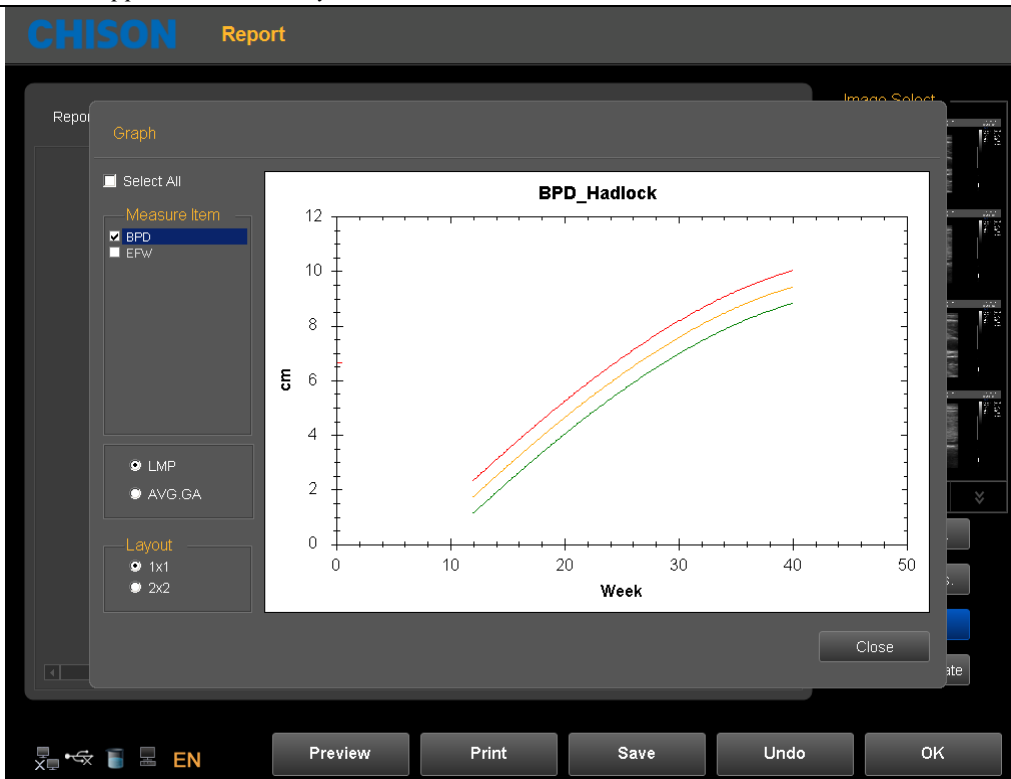 CHISON Report
Image Select
Graph
Select All
Measure Item
BPD
EFW
LMP
AVG.GA
Layout
1x1
2x2
BPD_Hadlock
12
10
8
6
4
2
0
cm
0 10 20 30 40 50
Week
Close
EN Preview Print Save Undo OK